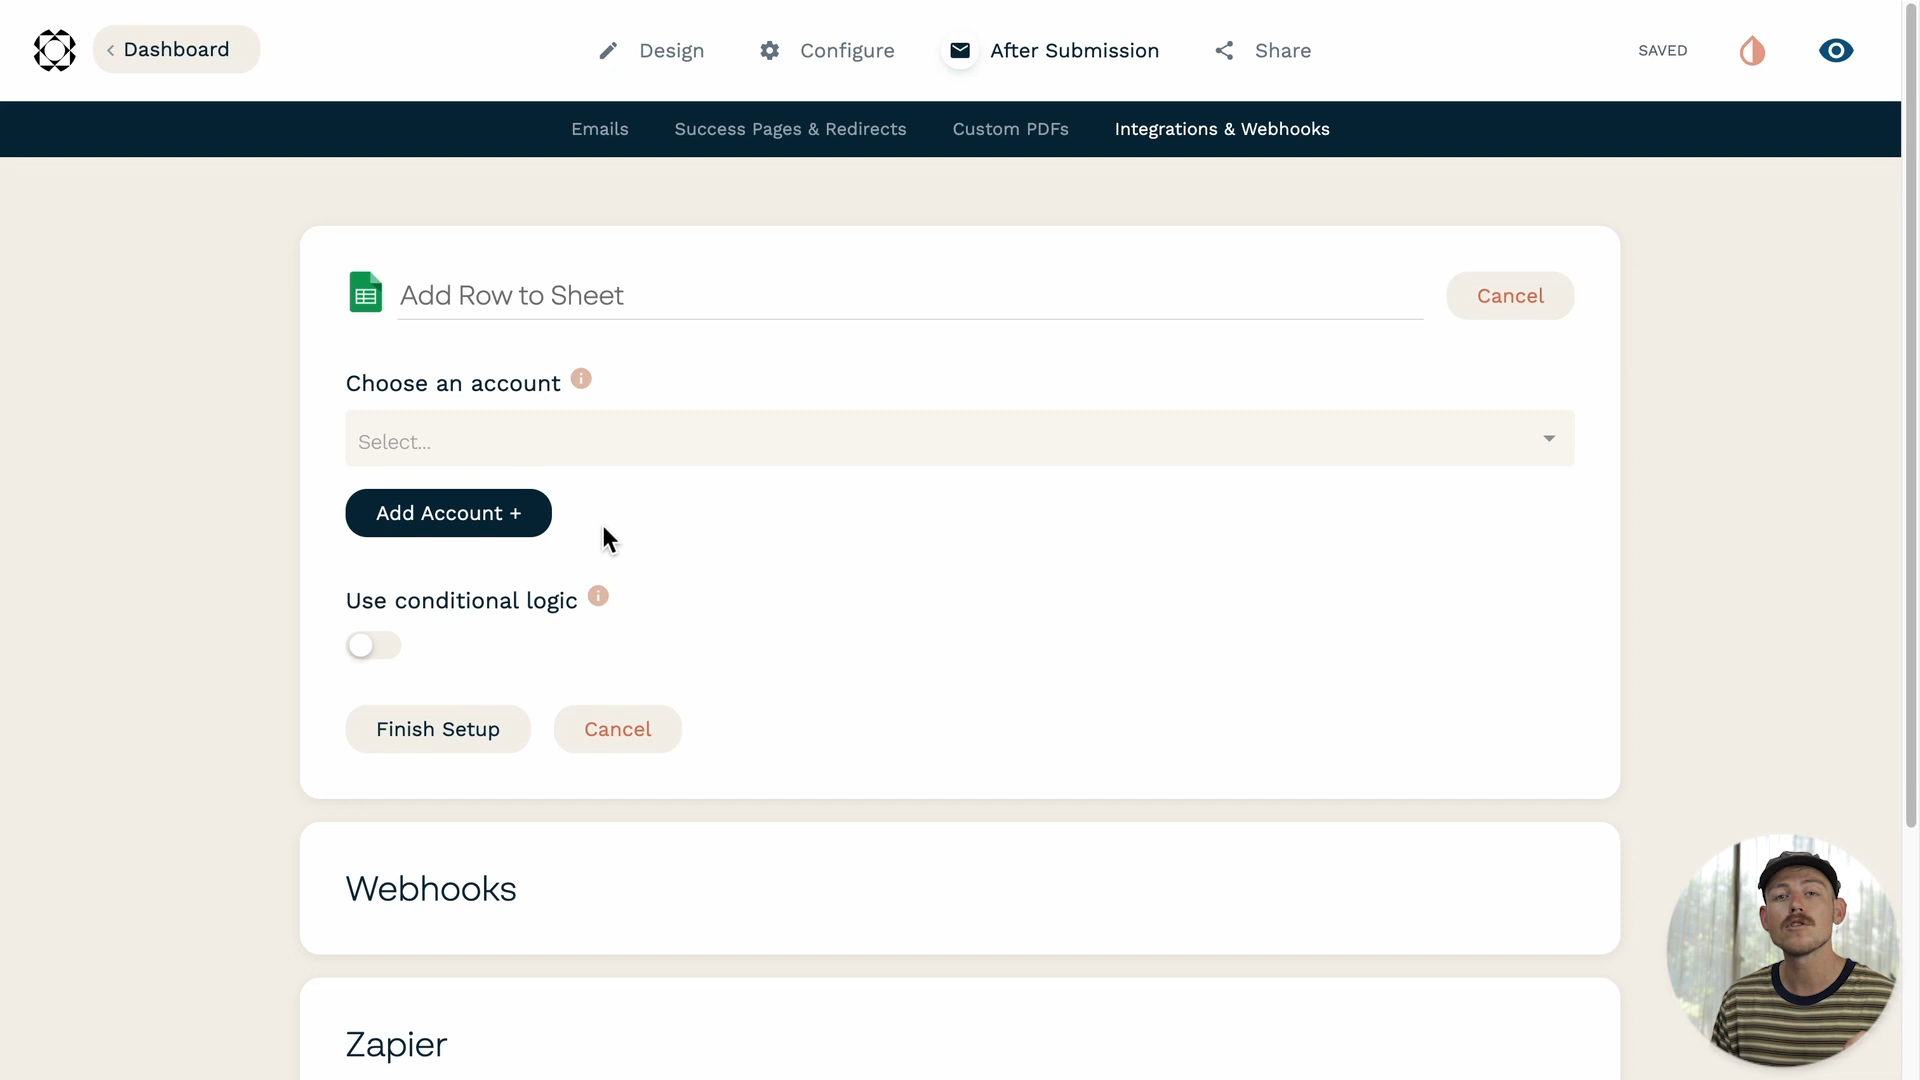 Dashboard
Design
Configure
After Submission
Share
SAVED
Emails
Success Pages & Redirects
Custom PDFs
Integrations & Webhooks
Add Row to Sheet
Cancel
Choose an account
Select...
Add Account +
Use conditional logic
Finish Setup
Cancel
Webhooks
Zapier